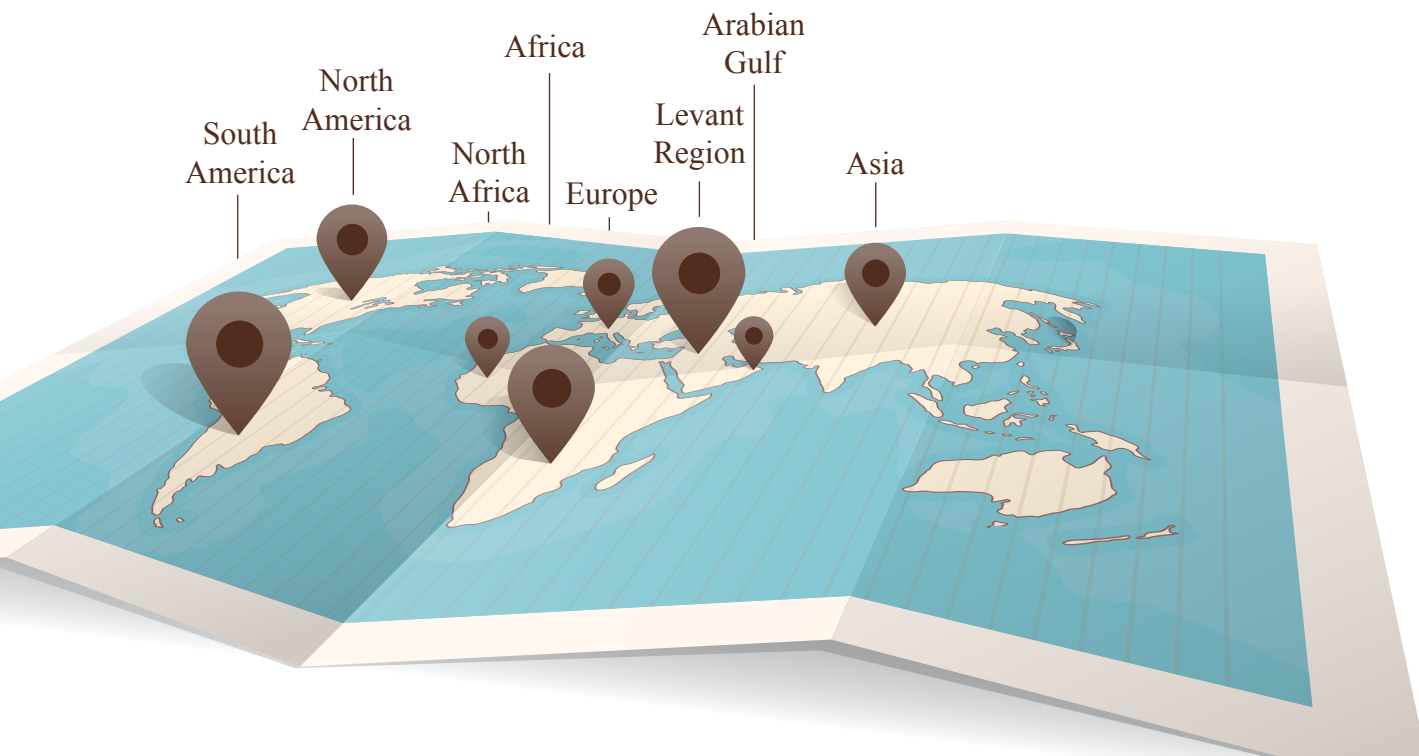 South
America
North
America
North
Africa
Africa
Europe
Levant
Region
Arabian
Gulf
Asia